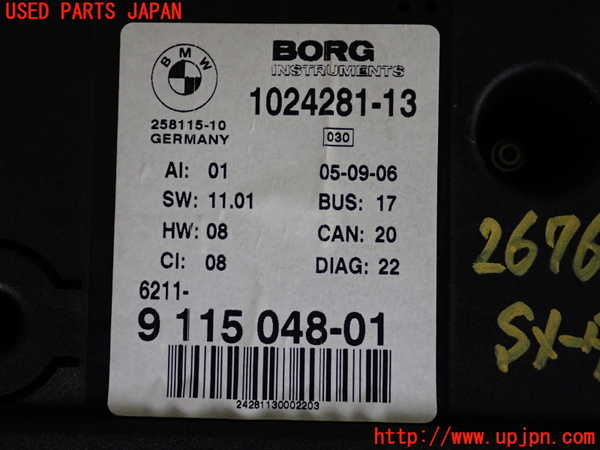 USED PARTS JAPAN
BMW
BORG
INSTRUMENTS
1024281-13
258115-10
GERMANY
030
AI: 01
05-09-06
SW: 11.01
BUS: 17
HW: 08
CAN: 20
CI: 08
DIAG: 22
6211-
9 115 048-01
24281130002203
2676
http://www.upjpn.com/